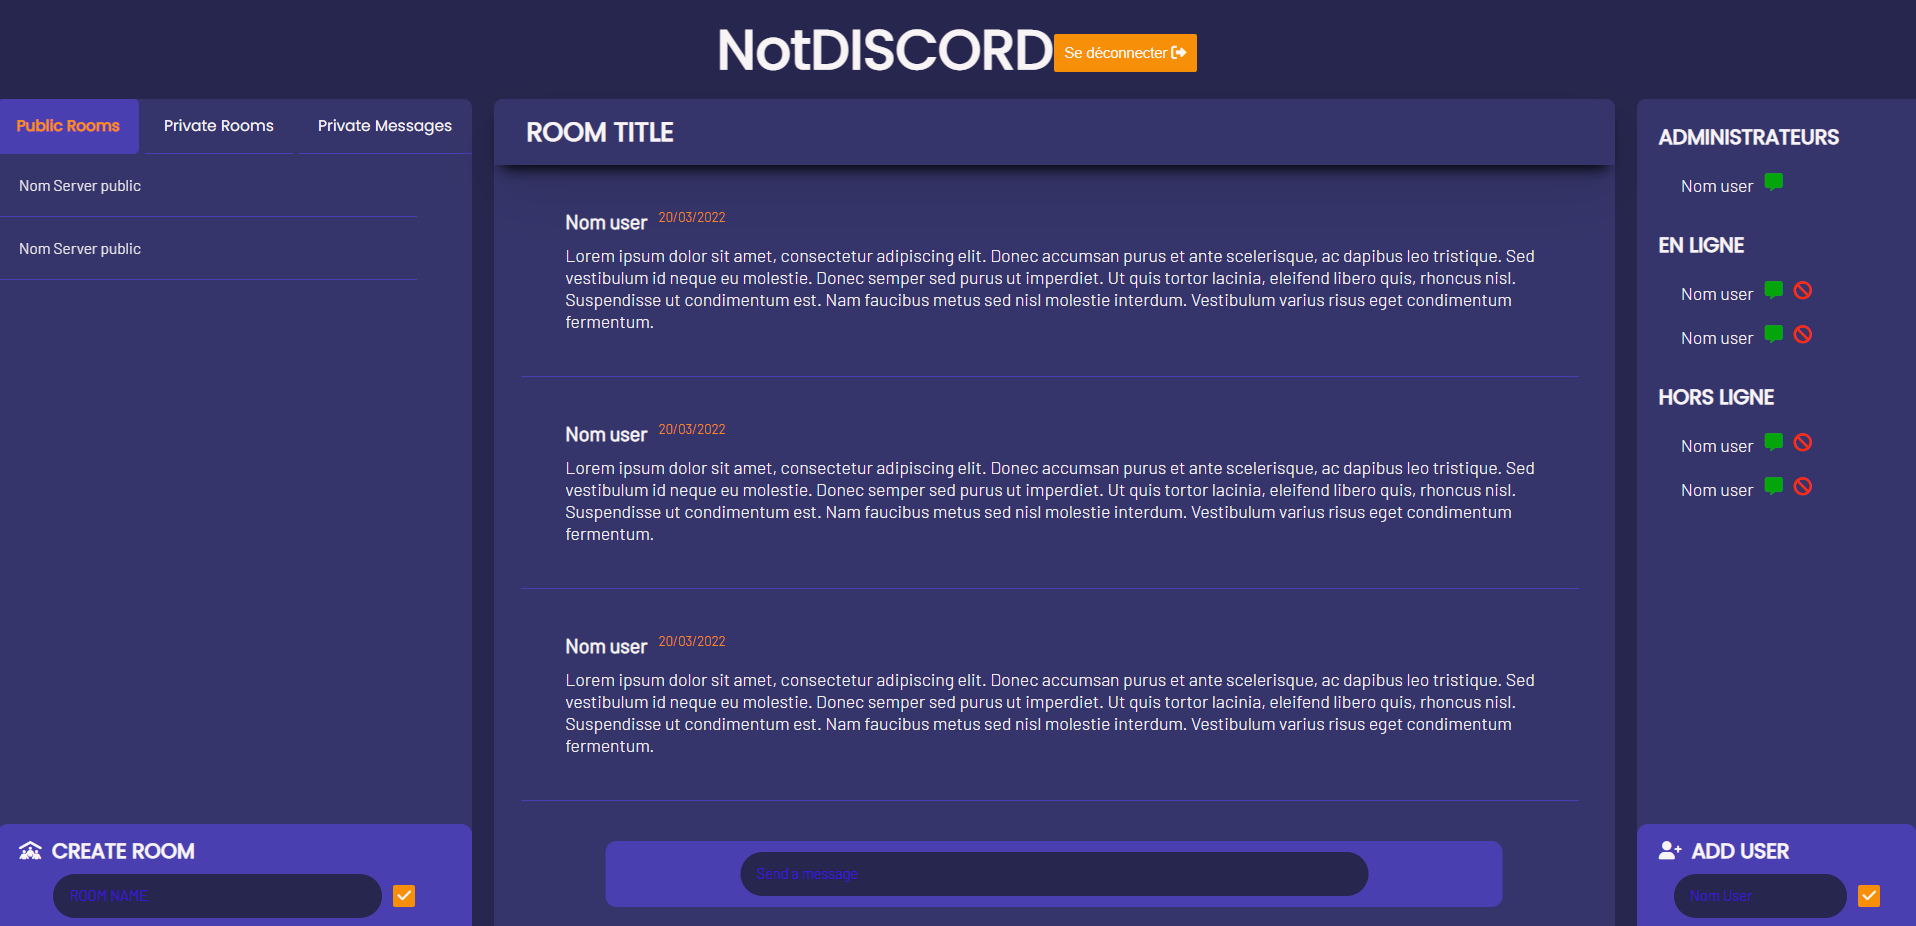 NotDISCORD
Se déconnecter
Public Rooms
Private Rooms
Private Messages
Nom Server public
Nom Server public
CREATE ROOM
ROOM NAME
ROOM TITLE
Nom user 20/03/2022
Lorem ipsum dolor sit amet, consectetur adipiscing elit. Donec accumsan purus et ante scelerisque, ac dapibus leo tristique. Sed
vestibulum id neque eu molestie. Donec semper sed purus ut imperdiet. Ut quis tortor lacinia, eleifend libero quis, rhoncus nisl.
Suspendisse ut condimentum est. Nam faucibus metus sed nisl molestie interdum. Vestibulum varius risus eget condimentum
fermentum.
Nom user 20/03/2022
Lorem ipsum dolor sit amet, consectetur adipiscing elit. Donec accumsan purus et ante scelerisque, ac dapibus leo tristique. Sed
vestibulum id neque eu molestie. Donec semper sed purus ut imperdiet. Ut quis tortor lacinia, eleifend libero quis, rhoncus nisl.
Suspendisse ut condimentum est. Nam faucibus metus sed nisl molestie interdum. Vestibulum varius risus eget condimentum
fermentum.
Nom user 20/03/2022
Lorem ipsum dolor sit amet, consectetur adipiscing elit. Donec accumsan purus et ante scelerisque, ac dapibus leo tristique. Sed
vestibulum id neque eu molestie. Donec semper sed purus ut imperdiet. Ut quis tortor lacinia, eleifend libero quis, rhoncus nisl.
Suspendisse ut condimentum est. Nam faucibus metus sed nisl molestie interdum. Vestibulum varius risus eget condimentum
fermentum.
Send a message
ADMINISTRATEURS
Nom user
EN LIGNE
Nom user
Nom user
HORS LIGNE
Nom user
Nom user
ADD USER
Nom User